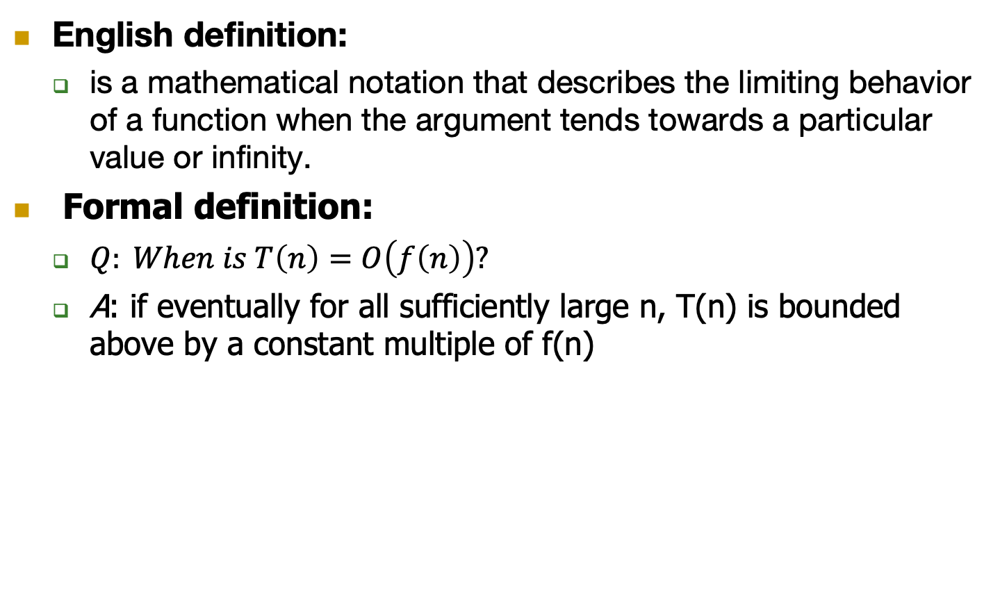 English definition:
is a mathematical notation that describes the limiting behavior
of a function when the argument tends towards a particular
value or infinity.
Formal definition:
Q: When is T(n) = O(f(n))?
A: if eventually for all sufficiently large n, T(n) is bounded
above by a constant multiple of f(n)